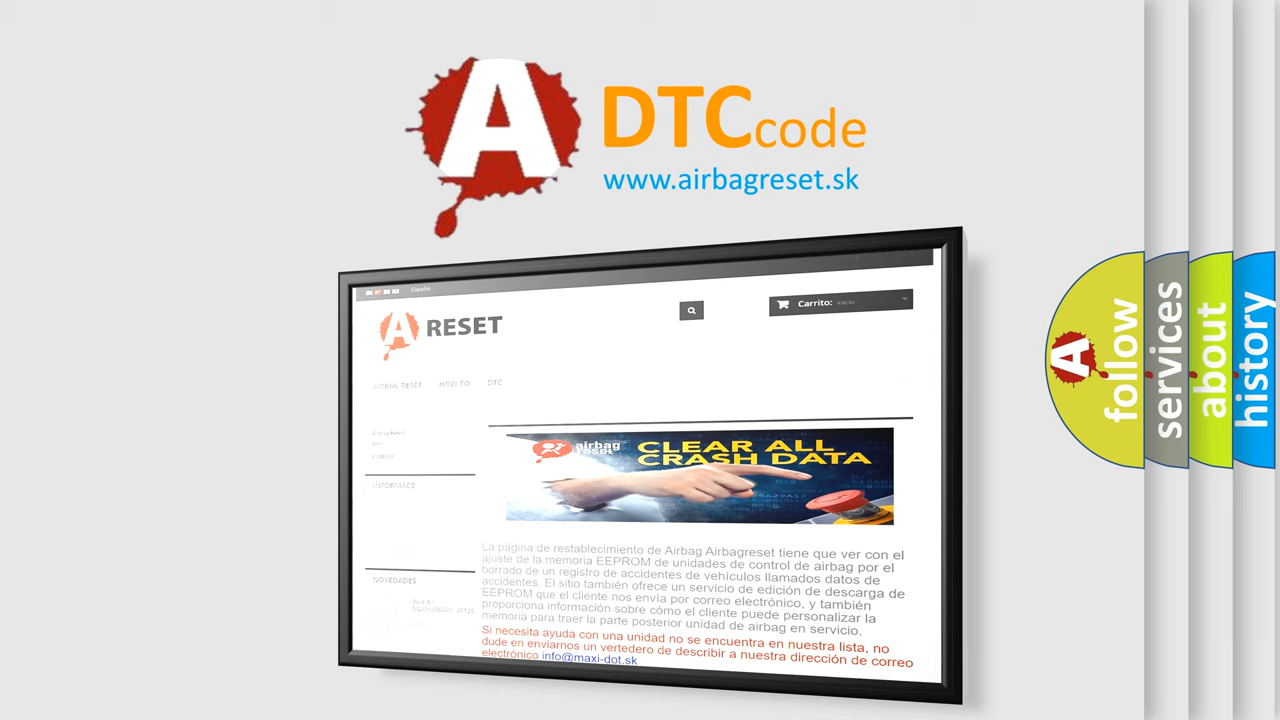 A
DTC code
www.airbagreset.sk
Español
A RESET
Carrito: vacío
AIRBAG RESET HOW TO DTC
INFORMACE
airbag
reset
CLEAR ALL
CRASH DATA
La página de restablecimiento de Airbag Airbagreset tiene que ver con el
ajuste de la memoria EEPROM de unidades de control de airbag por el
borrado de un registro de accidentes de vehículos llamados datos de
accidentes. El sitio también ofrece un servicio de edición de descarga de
EEPROM que el cliente nos envía por correo electrónico, y también
proporciona información sobre cómo el cliente puede personalizar la
memoria para traer la parte posterior unidad de airbag en servicio.
Si necesita ayuda con una unidad no se encuentra en nuestra lista, no
dude en enviarnos un vertedero de describir a nuestra dirección de correo
electrónico info@maxi-dot.sk
NOVEDADES
A
follow
services
about
history